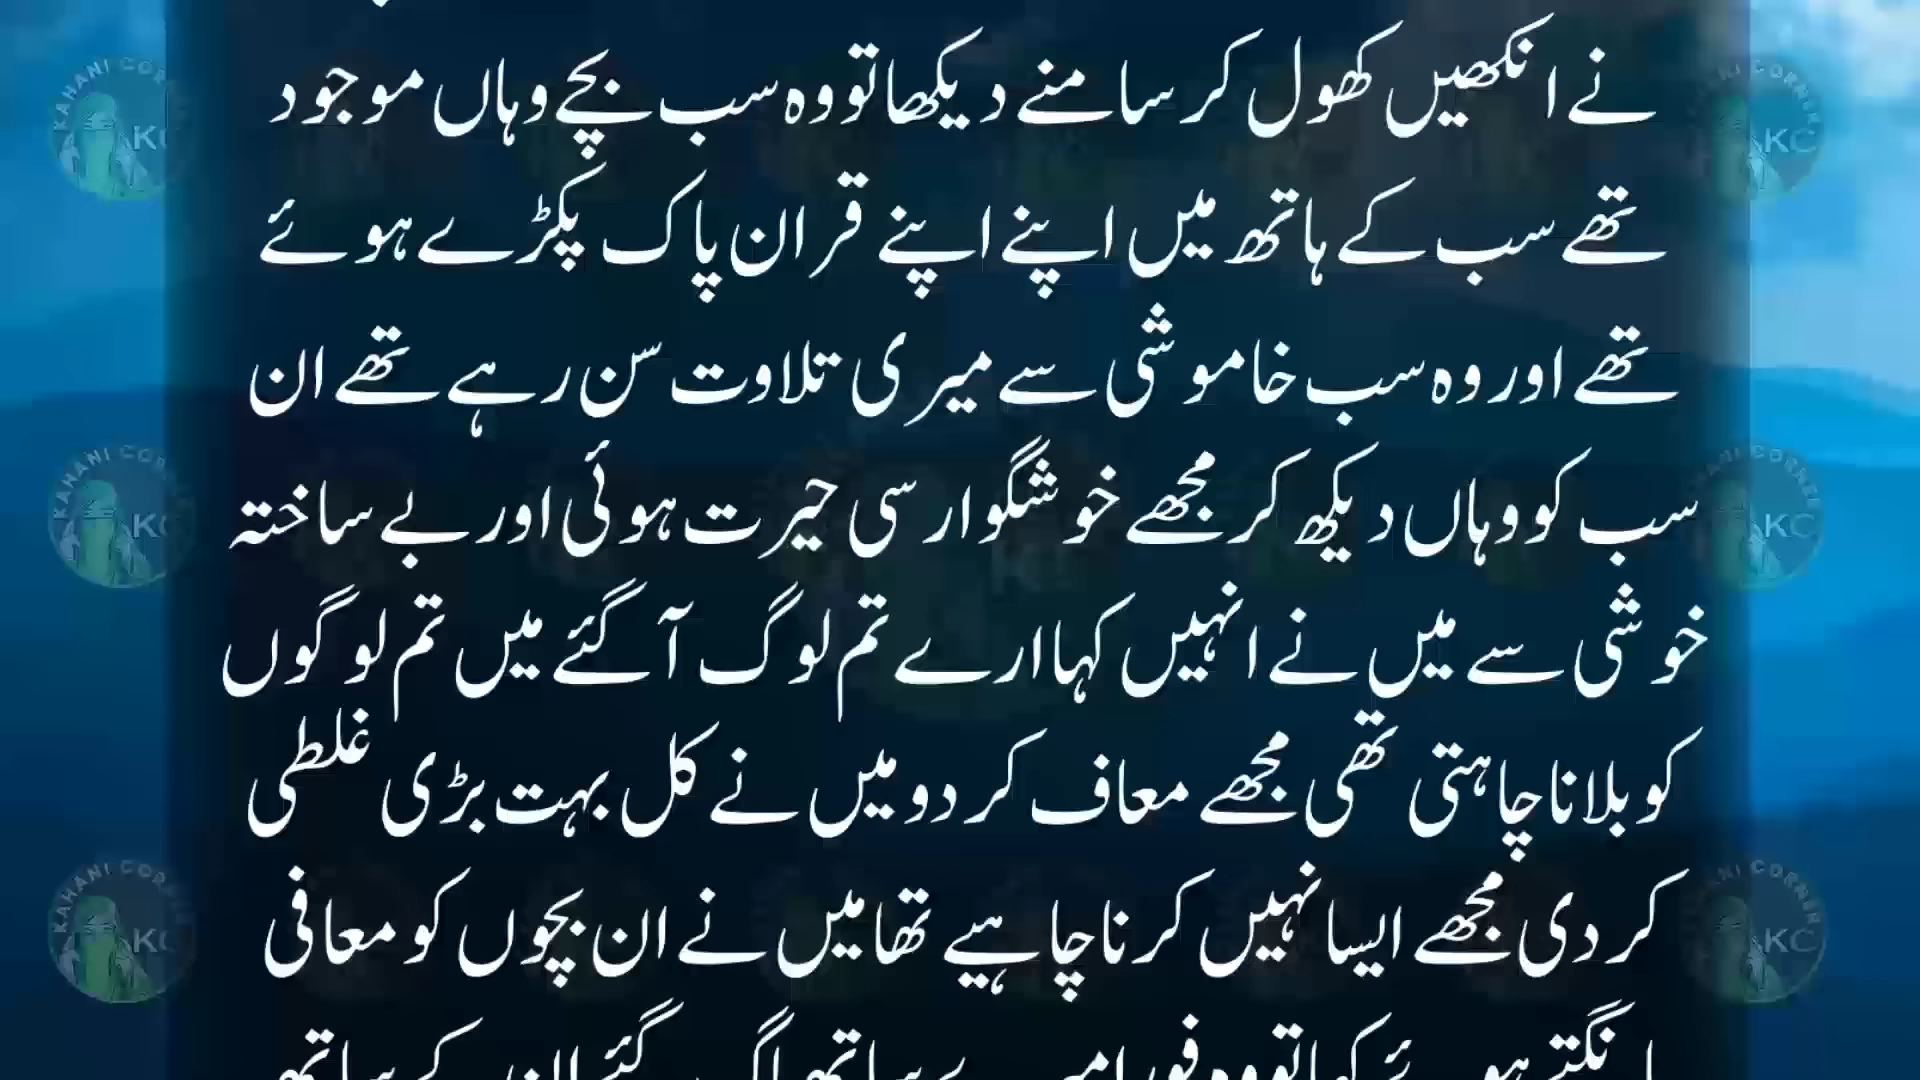 نے انکھیں کھول کر سامنے دیکھا تو وہ سب بچے وہاں موجود
تھے سب کے ہاتھ میں اپنے اپنے قران پاک پکڑے ہوئے
تھے اور وہ سب خاموشی سے میری تلاوت سن رہے تھے ان
سب کو وہاں دیکھ کر مجھے خوشگوار سی حیرت ہوئی اور بے ساختہ
خوشی سے میں نے انہیں کہا ارے تم لوگ آ گئے میں تم لوگوں
کو بلانا چاہتی تھی مجھے معاف کر دو میں نے کل بہت بڑی غلطی
کر دی مجھے ایسا نہیں کرنا چاہیے تھا میں نے ان بچوں کو معافی
KAHANI CORNER
KC